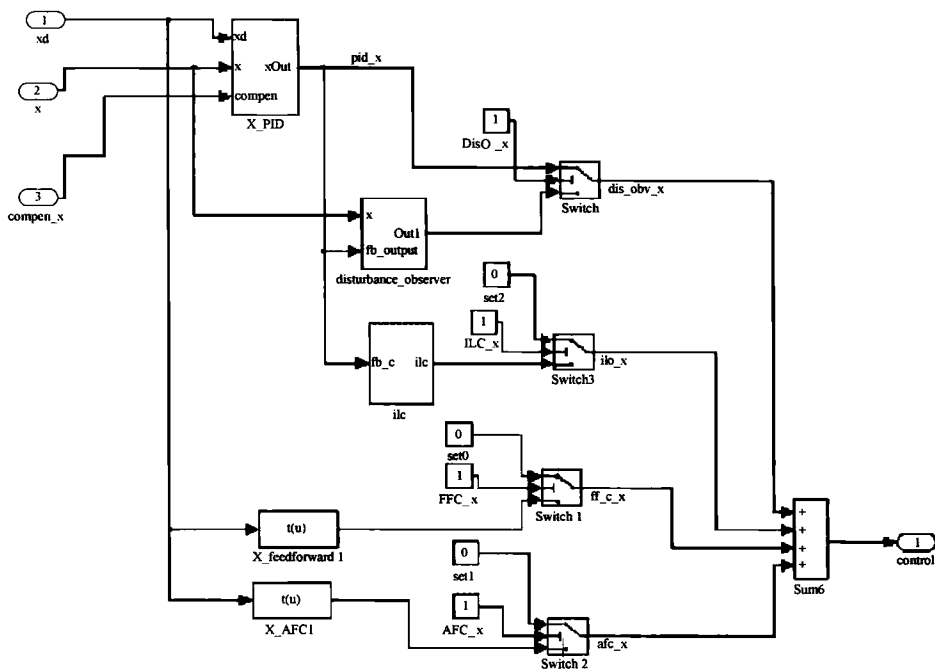 1
xd
xd
2
x
x
xOut
pid_x
compen
X_PID
3
compen_x
1
DisO _x
Switch
dis_obv_x
x
Out1
fb_output
disturbance_observer
0
set2
1
ILC_x
Switch3
ilo_x
fb_c
ilc
ilc
0
set0
1
FFC_x
Switch 1
ff_c_x
t(u)
X_feedforward 1
0
set1
t(u)
X_AFC1
1
AFC_x
Switch 2
afc_x
+
+
+
+
Sum6
1
control